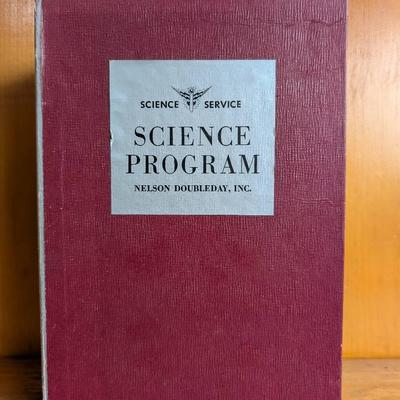 SCIENCE SERVICE
SCIENCE
PROGRAM
NELSON DOUBLEDAY, INC.